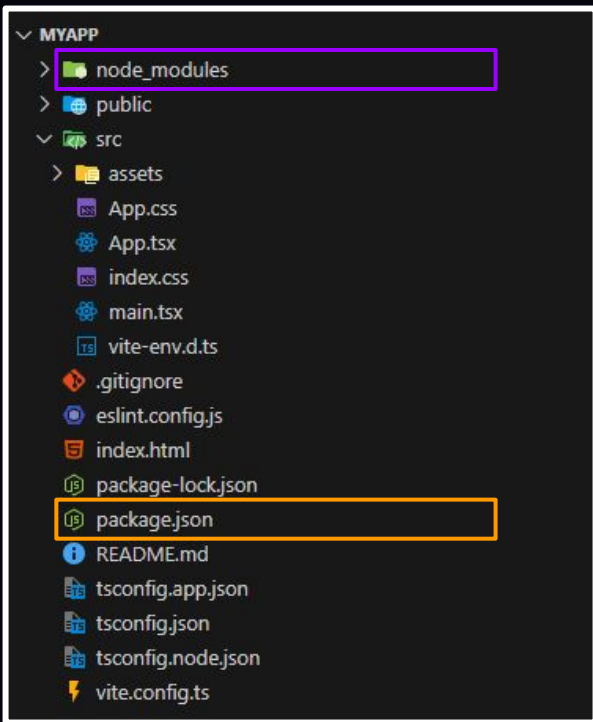 MYAPP
node_modules
public
src
assets
App.css
App.tsx
index.css
main.tsx
vite-env.d.ts
.gitignore
eslint.config.js
index.html
package-lock.json
package.json
README.md
tsconfig.app.json
tsconfig.json
tsconfig.node.json
vite.config.ts